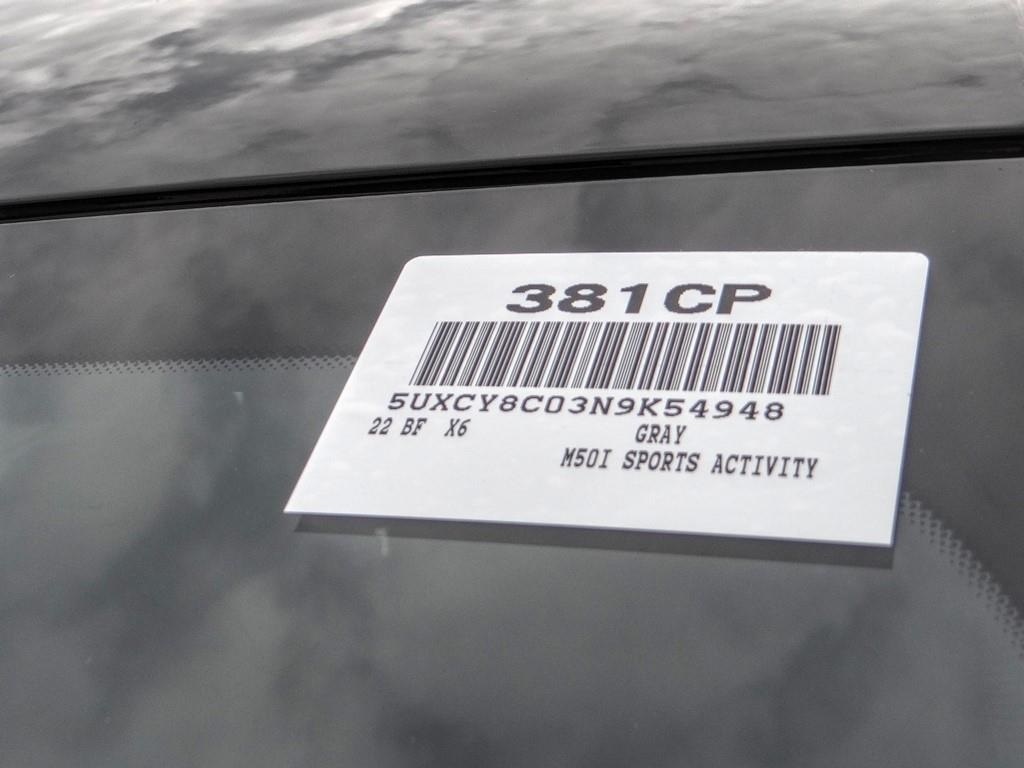 381CP
5UXCY8C03N9K54948
22 BF X6 GRAY
M50I SPORTS ACTIVITY